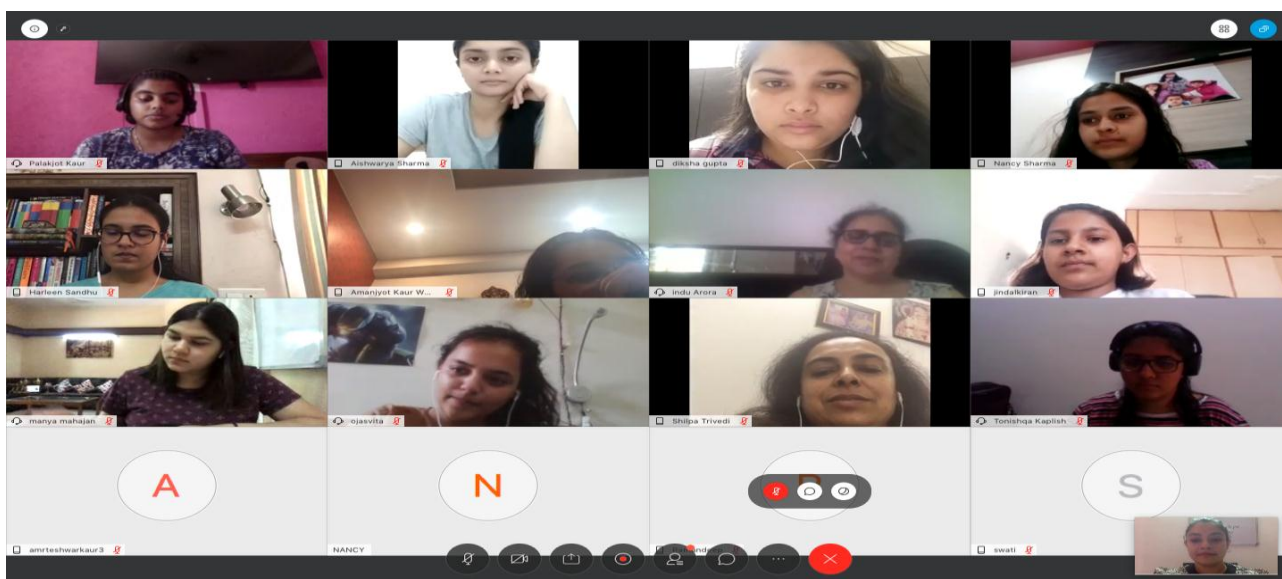 Palakjot Kaur
Aishwarya Sharma
diksha gupta
Nancy Sharma
Harleen Sandhu
Amanjyot Kaur W...
Indu Arora
jindalkiran
manya mahajan
ojasvita
Shilpa Trivedi
Tonishqa Kaplish
A
N
S
amrteshwarkaur3
NANCY
swati